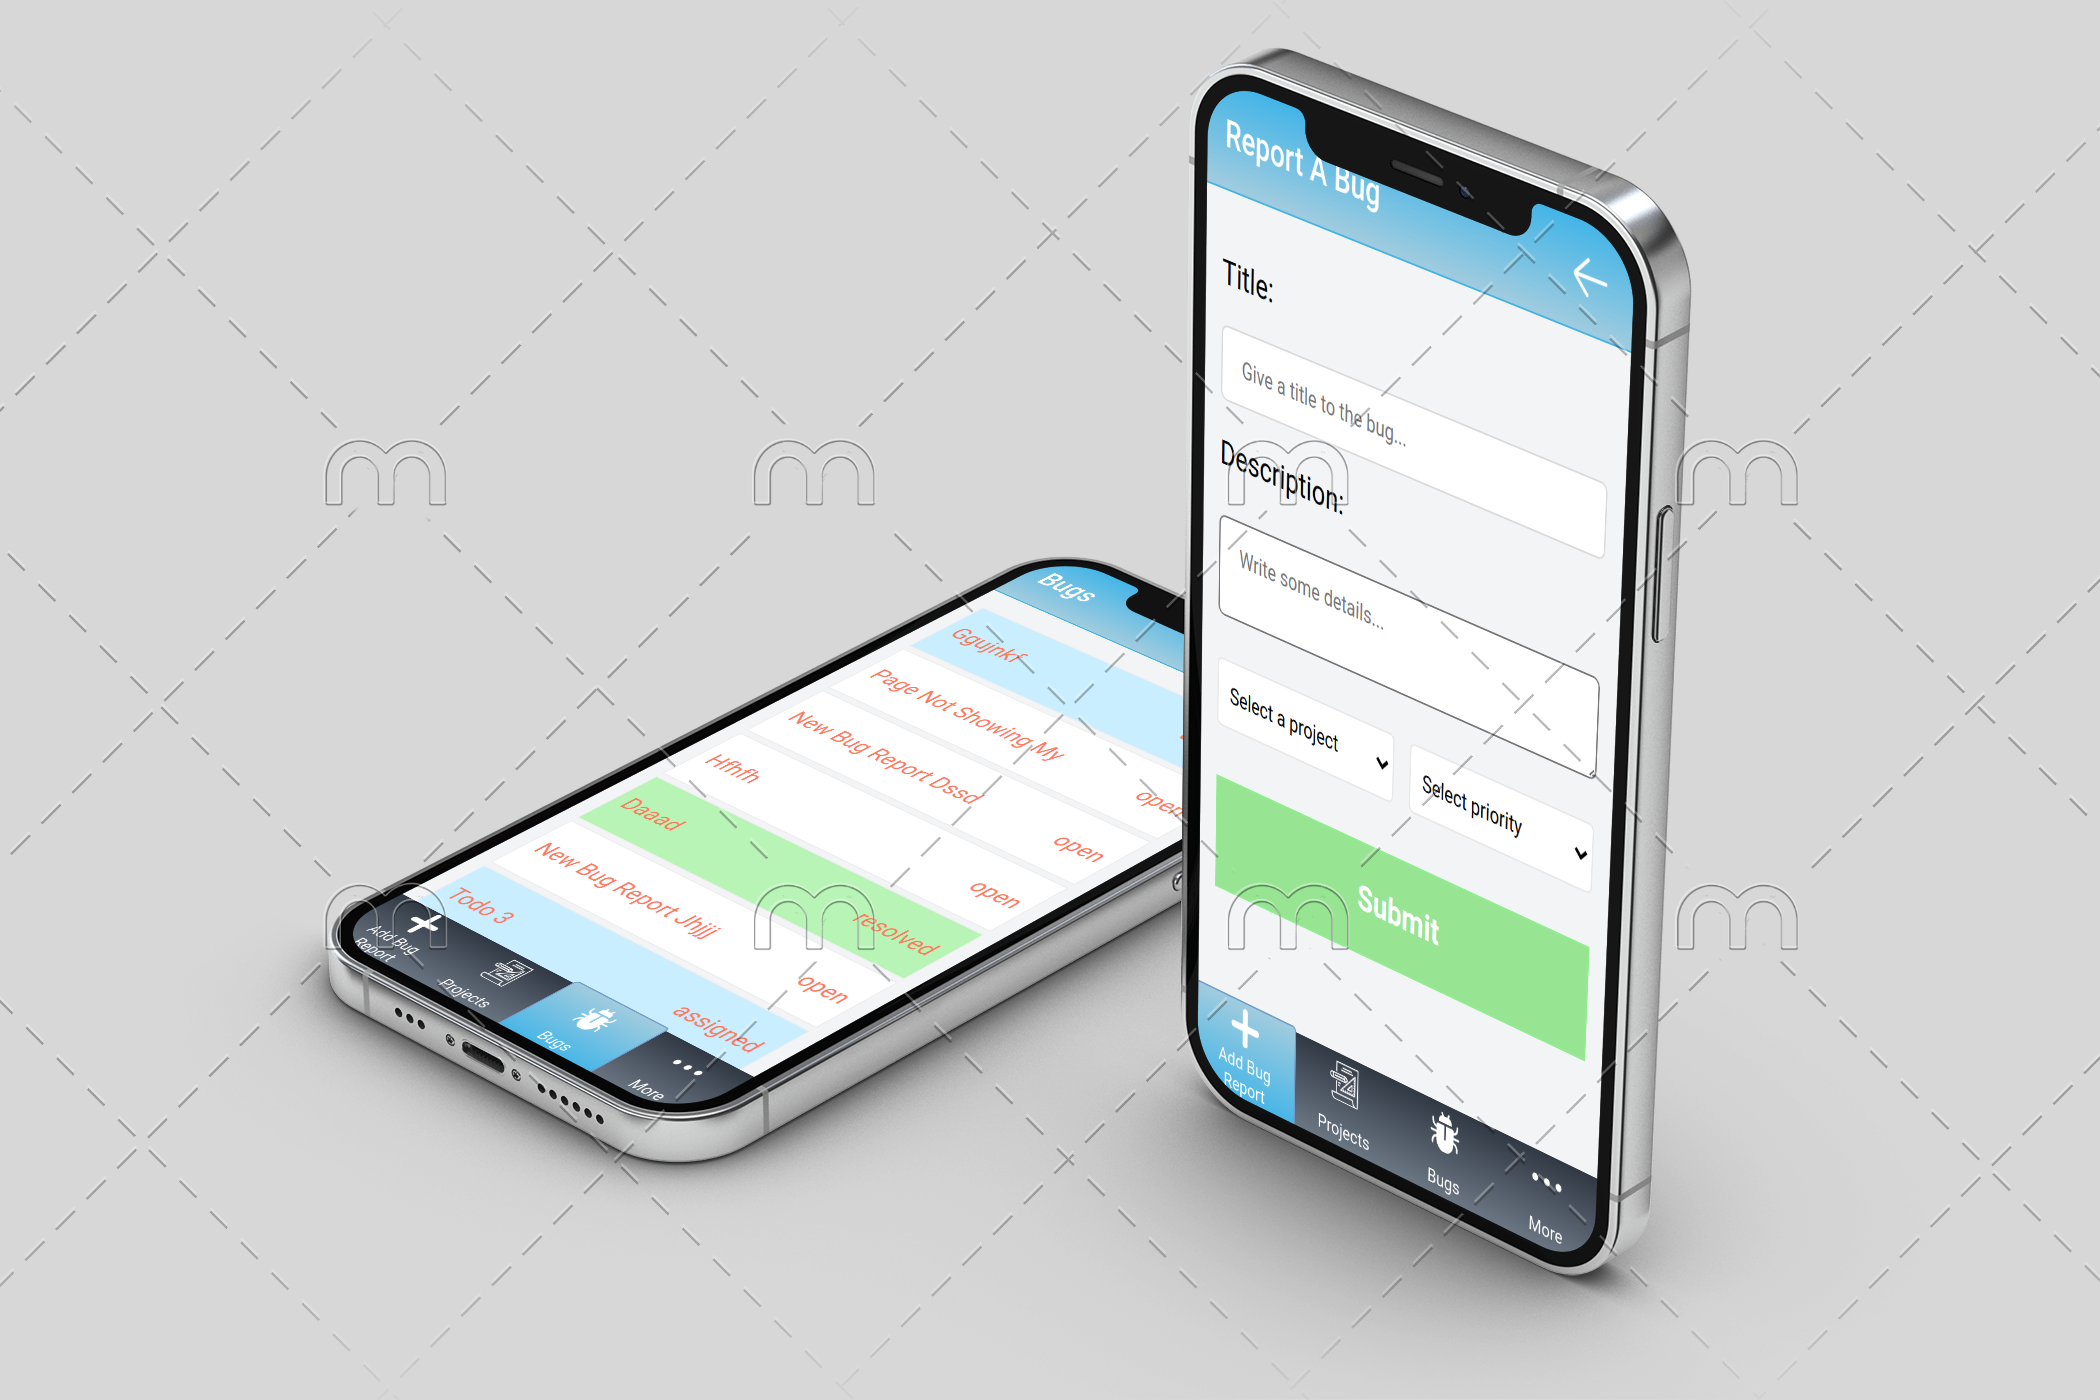 Report A Bug
Title:
Give a title to the bug...
Description:
Write some details...
Select a project
Select priority
Submit
Add Bug
Report
Projects
Bugs
More
Bugs
Ggujnkf
Page Not Showing My
open
New Bug Report Dssd
open
Hfhfh
open
Daaad
resolved
New Bug Report Jhjjj
open
Todo 3
assigned
Add Bug
Report
Projects
Bugs
More
m
m
m
m
m
m
m
m